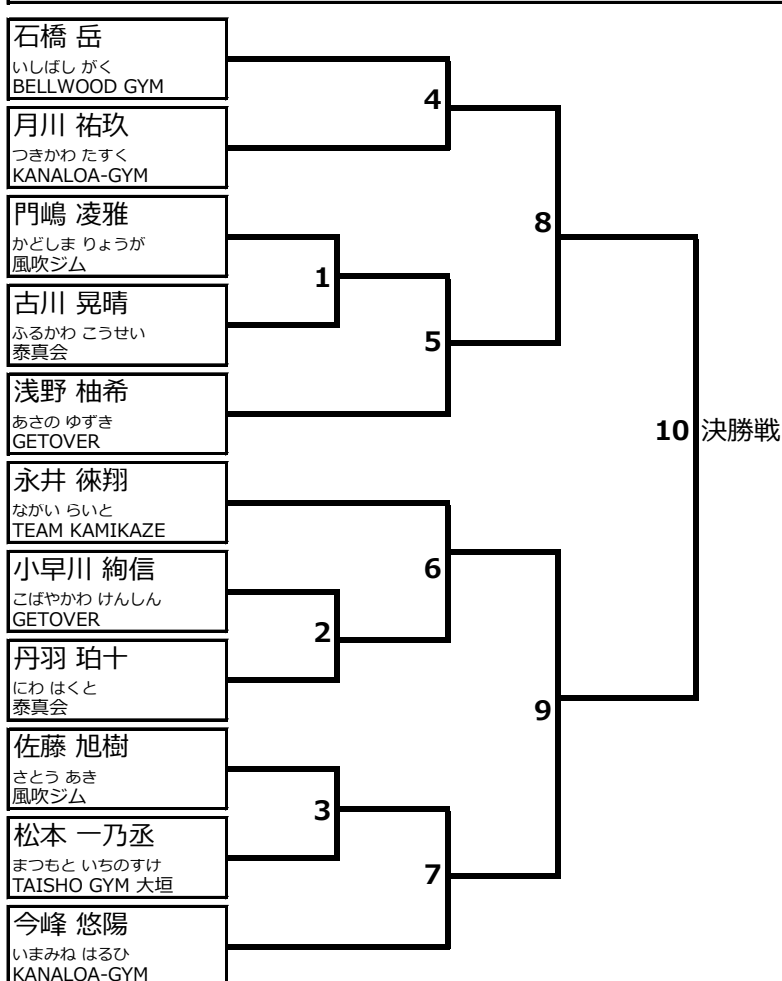 石橋 岳
いしばし がく
BELLWOOD GYM
月川 祐玖
つきかわ たすく
KANALOA-GYM
門嶋 凌雅
かどしま りょうが
風吹ジム
古川 晃晴
ふるかわ こうせい
泰真会
浅野 柚希
あさの ゆずき
GETOVER
永井 徠翔
ながい らいと
TEAM KAMIKAZE
小早川 絢信
こばやかわ けんしん
GETOVER
丹羽 珀十
にわ はくと
泰真会
佐藤 旭樹
さとう あき
風吹ジム
松本 一乃丞
まつもと いちのすけ
TAISHO GYM 大垣
今峰 悠陽
いまみね はるひ
KANALOA-GYM
1
2
3
4
5
6
7
8
9
10 決勝戦